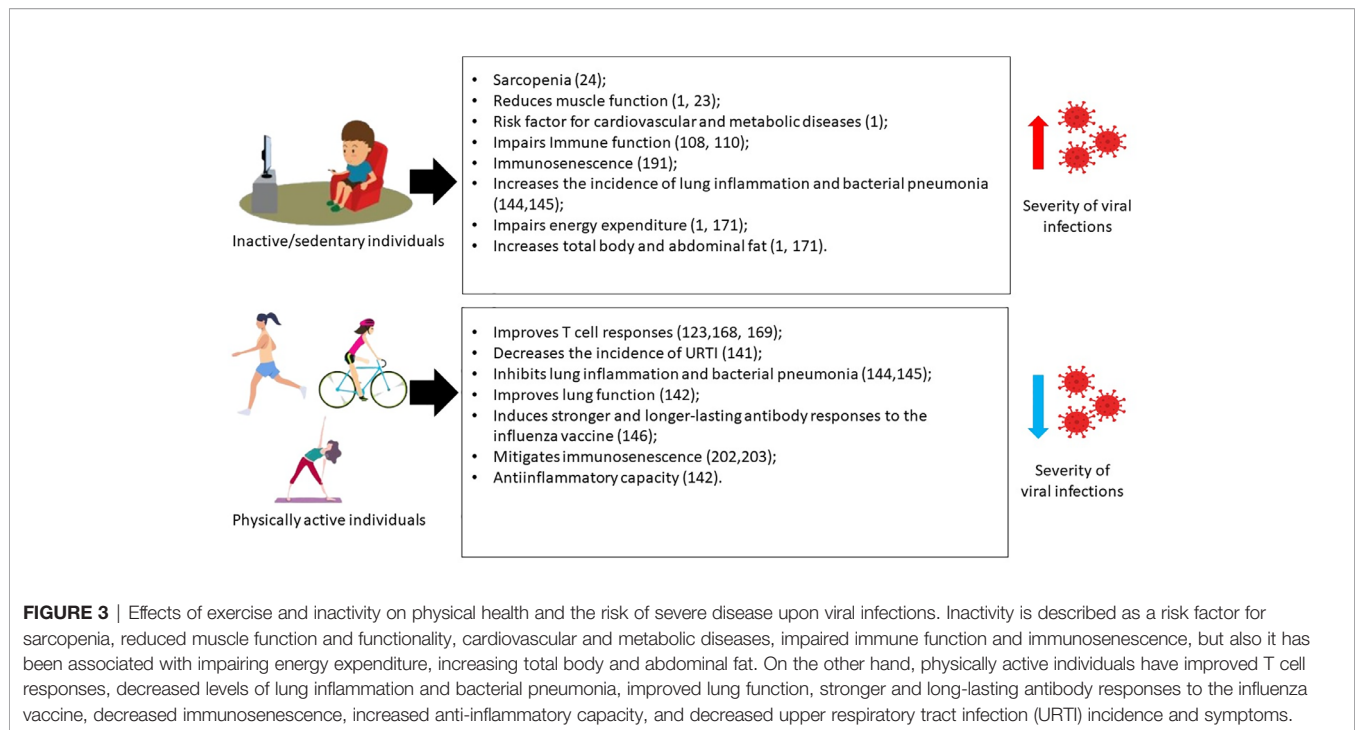 • Sarcopenia (24);
• Reduces muscle function (1, 23);
• Risk factor for cardiovascular and metabolic diseases (1);
• Impairs Immune function (108, 110);
• Immunosenescence (191);
• Increases the incidence of lung inflammation and bacterial pneumonia
(144,145);
• Impairs energy expenditure (1, 171);
• Increases total body and abdominal fat (1, 171).
Inactive/sedentary individuals
Severity of viral
infections
• Improves T cell responses (123,168, 169);
• Decreases the incidence of URTI (141);
• Inhibits lung inflammation and bacterial pneumonia (144,145);
• Improves lung function (142);
• Induces stronger and longer-lasting antibody responses to the
influenza vaccine (146);
• Mitigates immunosenescence (202,203);
• Antiinflammatory capacity (142).
Physically active individuals
Severity of
viral infections
FIGURE 3 | Effects of exercise and inactivity on physical health and the risk of severe disease upon viral infections. Inactivity is described as a risk factor for
sarcopenia, reduced muscle function and functionality, cardiovascular and metabolic diseases, impaired immune function and immunosenescence, but also it has
been associated with impairing energy expenditure, increasing total body and abdominal fat. On the other hand, physically active individuals have improved T cell
responses, decreased levels of lung inflammation and bacterial pneumonia, improved lung function, stronger and long-lasting antibody responses to the influenza
vaccine, decreased immunosenescence, increased anti-inflammatory capacity, and decreased upper respiratory tract infection (URTI) incidence and symptoms.